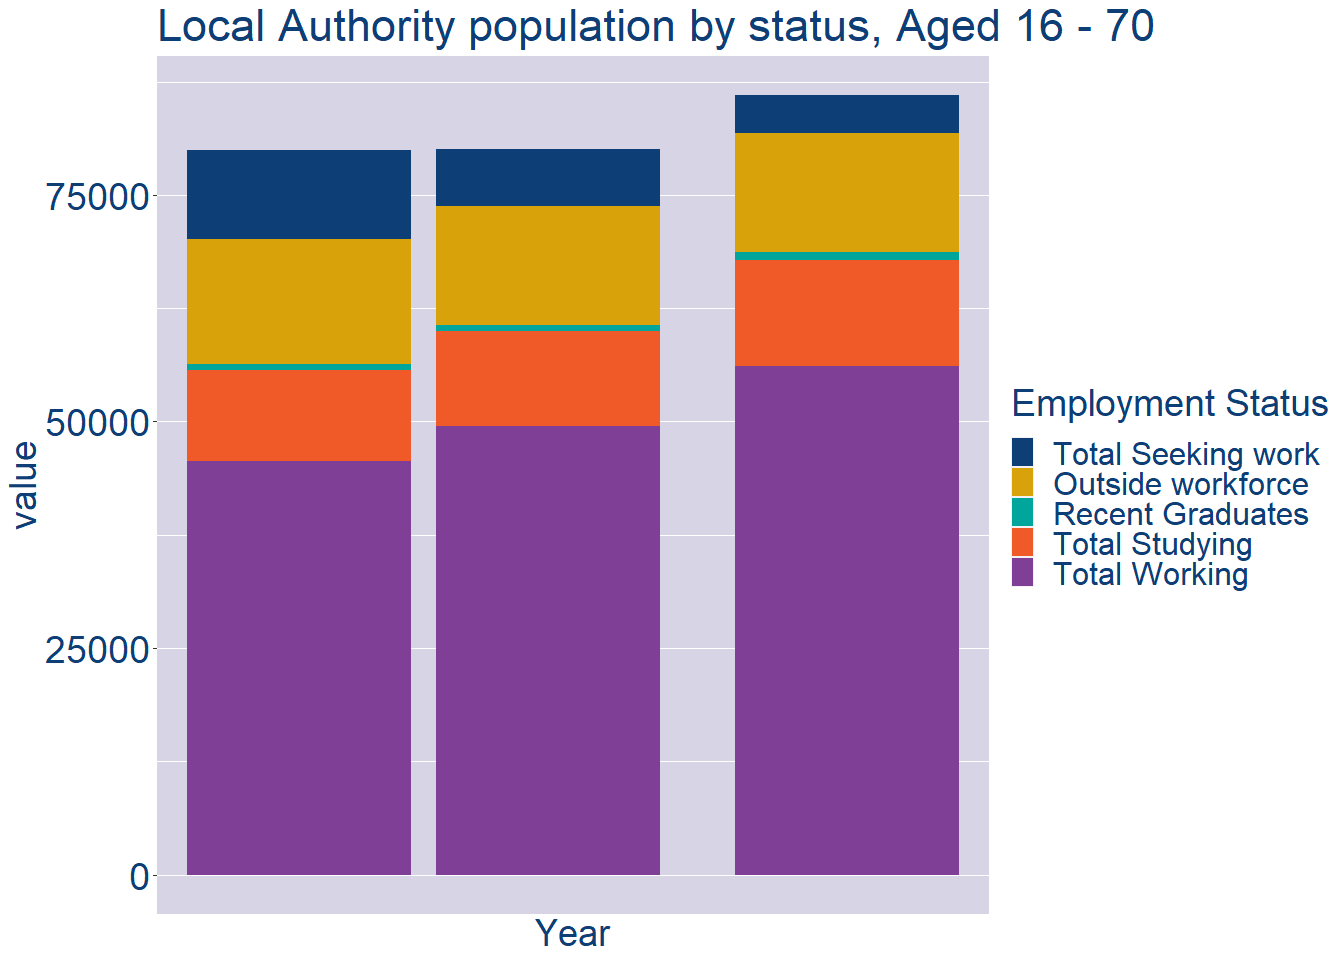 Local Authority population by status, Aged 16 - 70
75000
50000
25000
0
value
Year
Employment Status
Total Seeking work
Outside workforce
Recent Graduates
Total Studying
Total Working